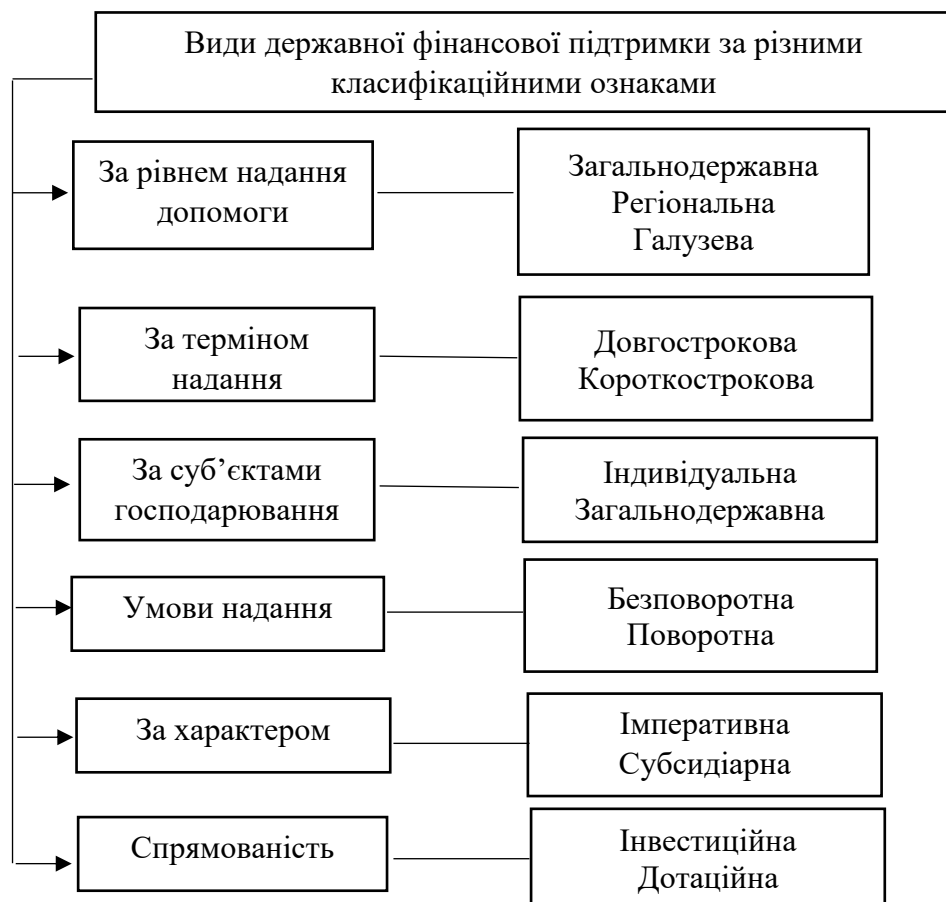 Види державної фінансової підтримки за різними
класифікаційними ознаками
За рівнем надання
допомоги
Загальнодержавна
Регіональна
Галузева
За терміном
надання
Довгострокова
Короткострокова
За суб’єктами
господарювання
Індивідуальна
Загальнодержавна
Умови надання
Безповоротна
Поворотна
За характером
Імперативна
Субсидіарна
Спрямованість
Інвестиційна
Дотаційна